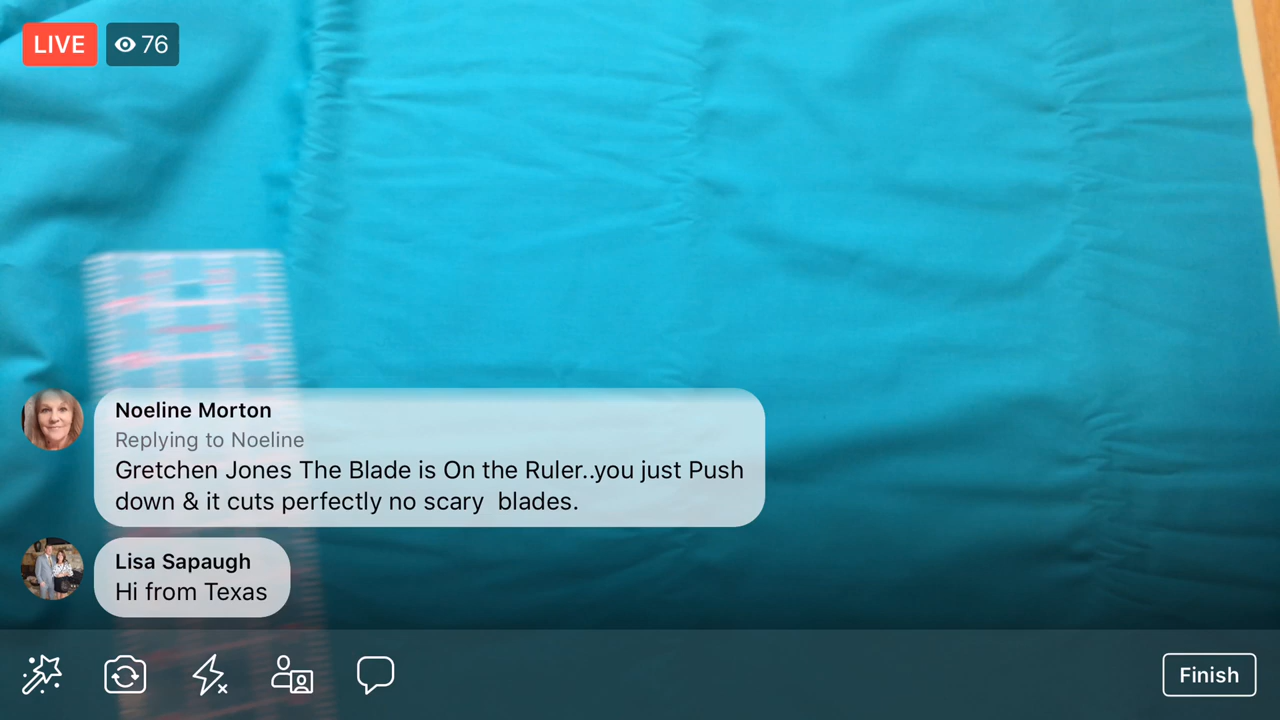 LIVE
76
Noeline Morton
Replying to Noeline
Gretchen Jones The Blade is On the Ruler..you just Push
down & it cuts perfectly no scary  blades.
Lisa Sapaugh
Hi from Texas
Finish